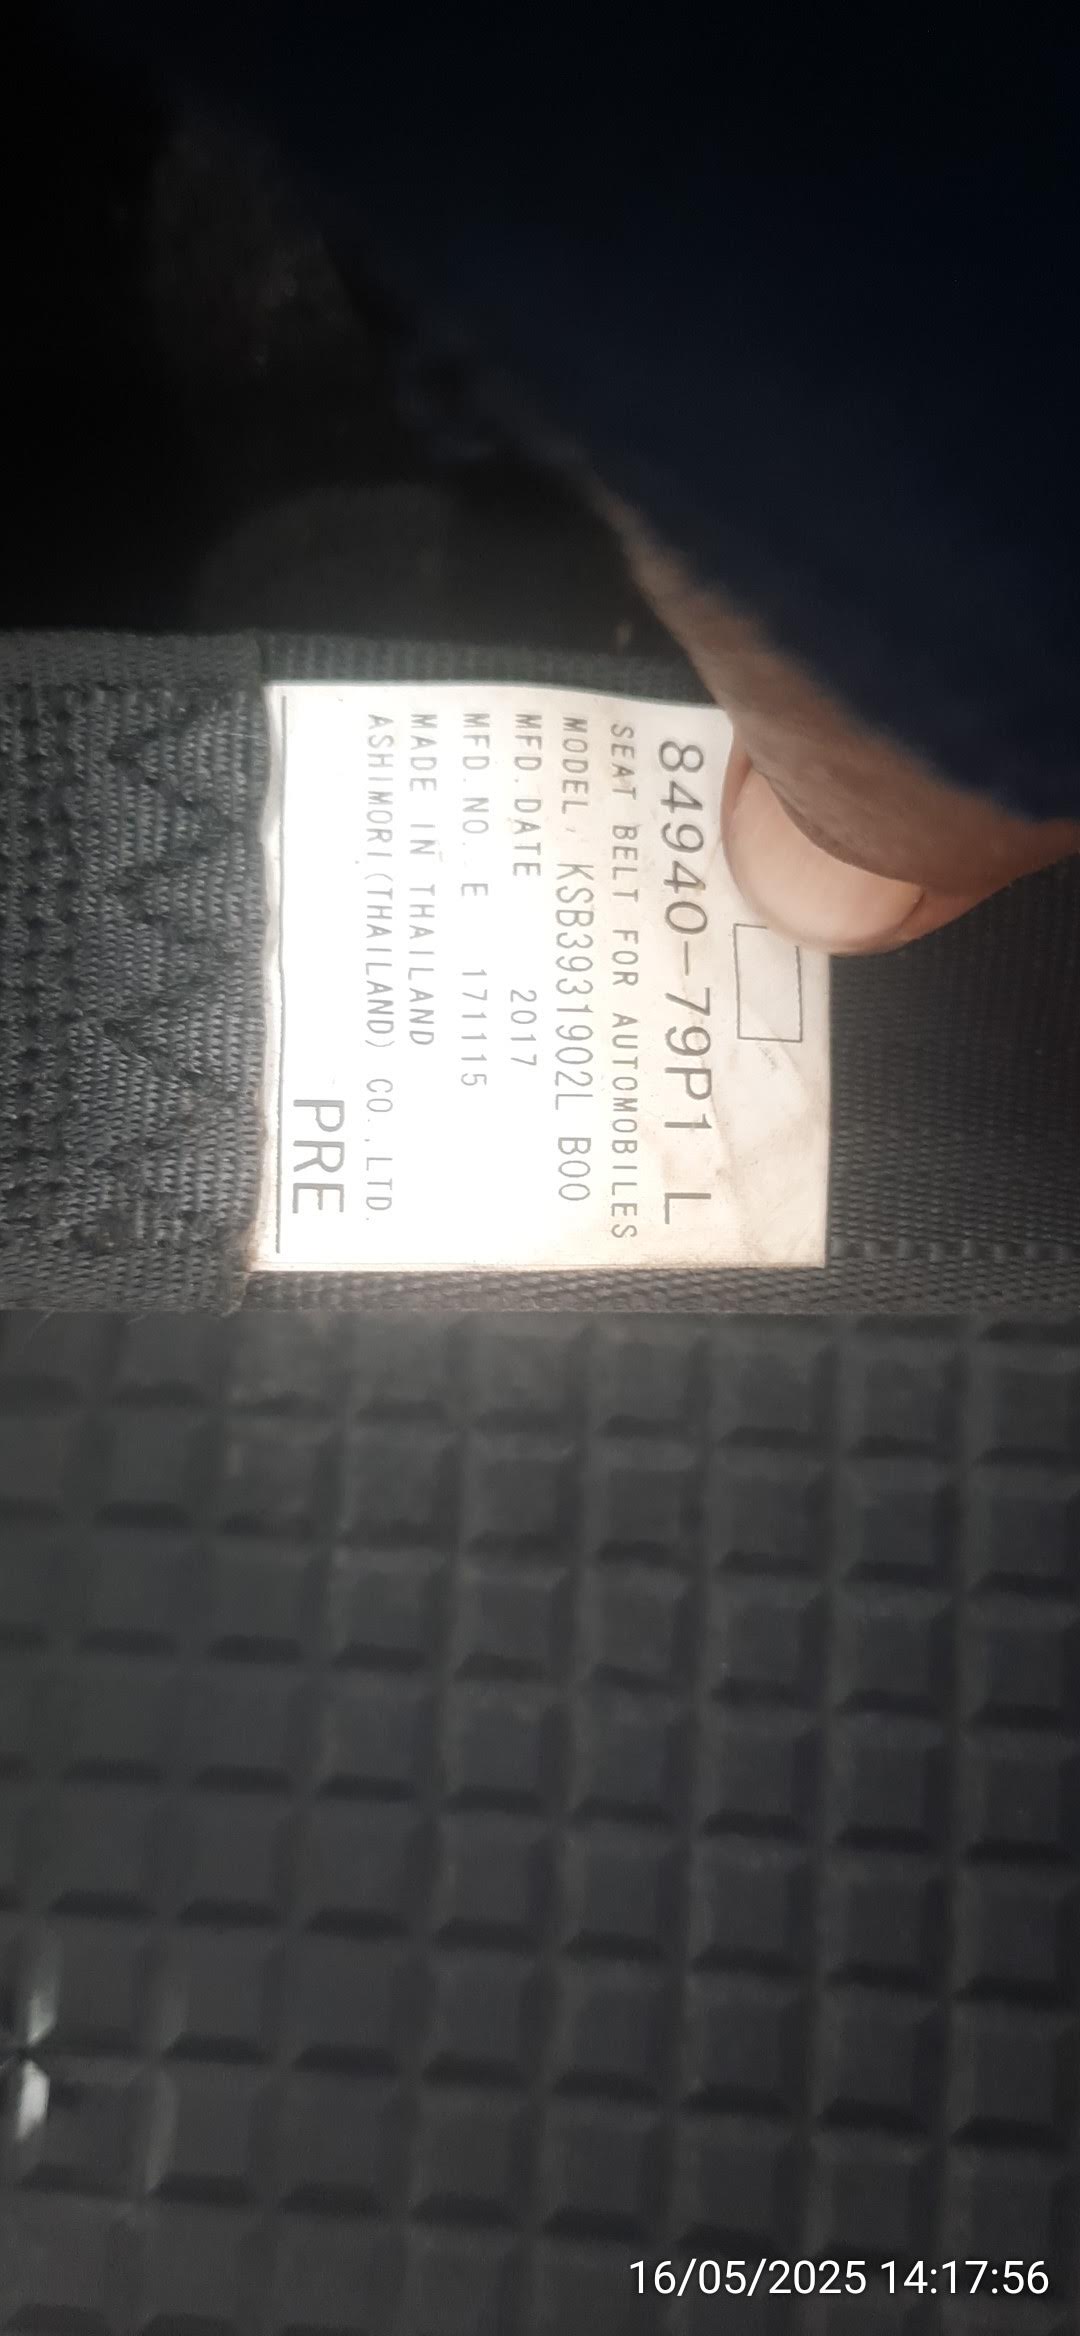 84940-79P1 L
SEAT BELT FOR AUTOMOBILES
MODEL. KSB3931902L B00
MFD. DATE 2017
MFD. NO. E 171115
MADE IN THAILAND
ASHIMORI (THAILAND) CO.,LTD.
PRE
16/05/2025 14:17:56